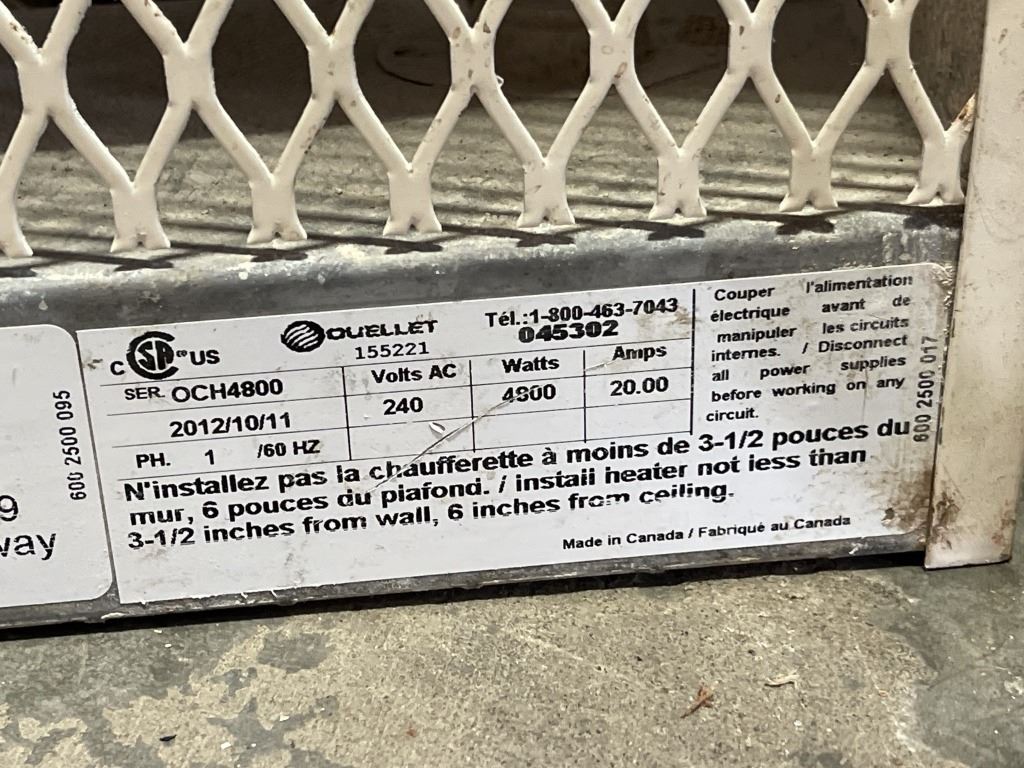 9
way
600 2500 095
C SA US
OUELLET
155221
Tél.:1-800-463-7043
045302
SER. OCH4800
2012/10/11
PH. 1 /60 HZ
Volts AC
240
Watts
4800
Amps
20.00
Couper l'alimentation
électrique avant de
manipuler les circuits
internes. / Disconnect
all power supplies
before working on any
circuit.
600 2500 017
N'installez pas la chaufferette à moins de 3-1/2 pouces du
mur, 6 pouces du plafond. / install heater not less than
3-1/2 inches from wall, 6 inches from ceiling.
Made in Canada / Fabriqué au Canada